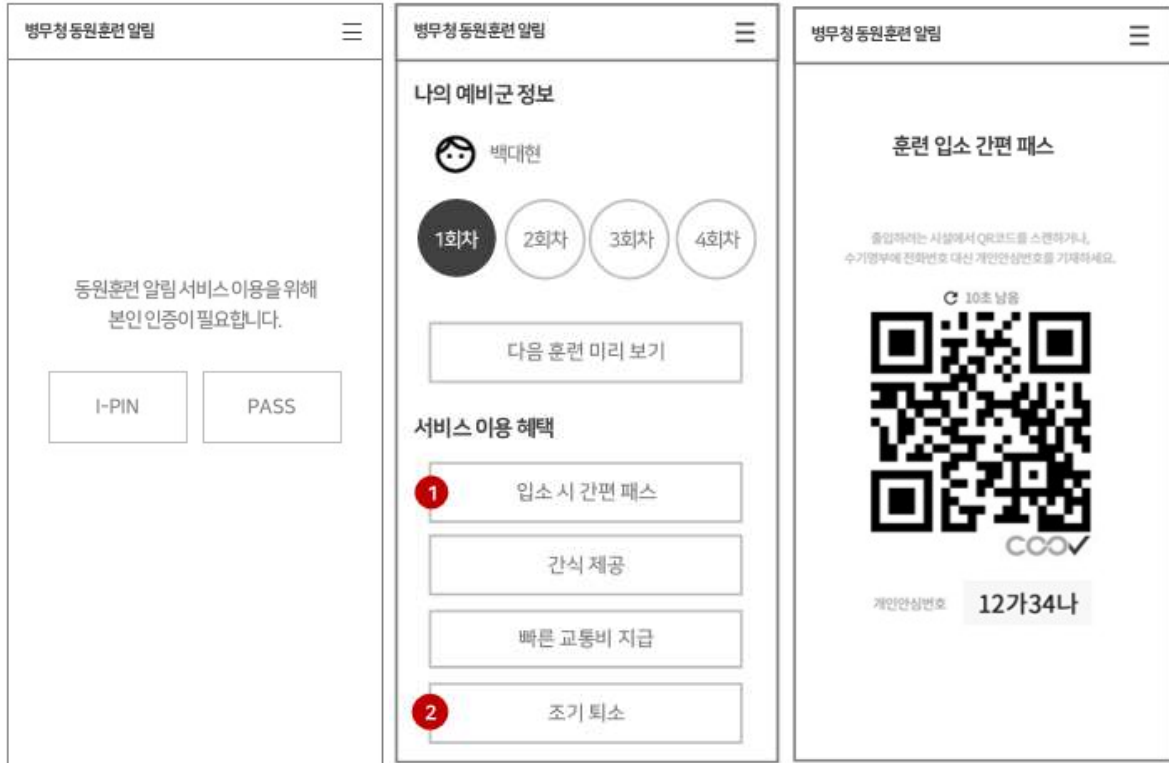 병무청 동원훈련 알림
동원훈련 알림 서비스 이용을 위해
본인 인증이 필요합니다.
I-PIN
PASS
병무청 동원훈련 알림
나의 예비군 정보
백대현
1회차
2회차
3회차
4회차
다음 훈련 미리 보기
서비스 이용 혜택
1
입소 시 간편 패스
간식 제공
빠른 교통비 지급
2
조기 퇴소
병무청 동원훈련 알림
훈련 입소 간편 패스
출입하려는 시설에서 QR코드를 스캔하거나,
수기명부에 전화번호 대신 개인안심번호를 기재하세요.
10초 남음
COOV
개인안심번호
12가34나